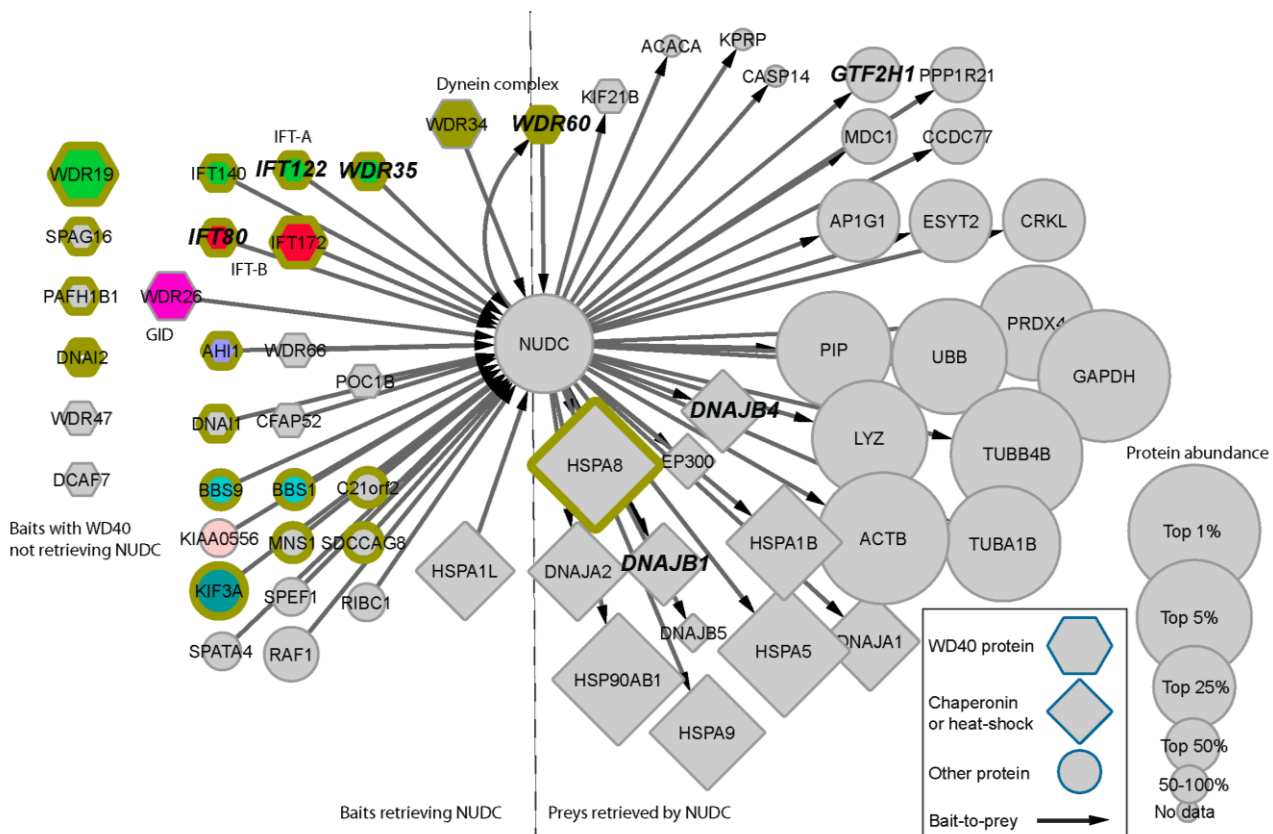 ACACA
KPRP
CASP14
GTF2H1
PPP1R21
Dynein complex
KIF21B
WDR34
WDR60
MDC1
CCDC77
IFT-A
WDR19
IFT140
IFT122
WDR35
AP1G1
ESYT2
CRKL
SPAG16
IFT80
IFT172
IFT-B
PAFH1B1
WDR26
GID
PRDX4
NUDC
PIP
UBB
GAPDH
DNAI2
AHI1
WDR66
POC1B
WDR47
DNAI1
CFAP52
DNAJB4
LYZ
TUBB4B
Protein abundance
DCAF7
HSPA8
EP300
BBS9
BBS1
C21orf2
Baits with WD40
not retrieving NUDC
KIAA0556
MNS1
SDCCAG8
HSPA1B
ACTB
TUBA1B
Top 1%
HSPA1L
DNAJA2
DNAJB1
KIF3A
SPEF1
RIBC1
DNAJB5
HSPA5
DNAJA1
Top 5%
SPATA4
RAF1
HSP90AB1
HSPA9
WD40 protein
Top 25%
Chaperonin
or heat-shock
Top 50%
Other protein
50-100%
No data
Baits retrieving NUDC
Preys retrieved by NUDC
Bait-to-prey